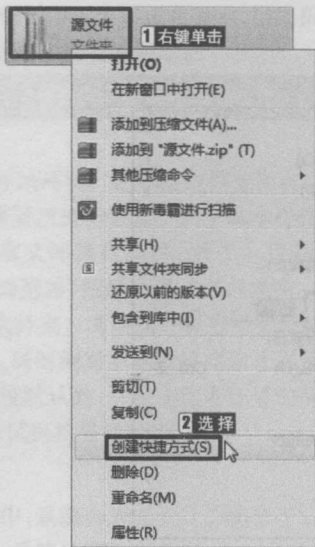 源文件
文件夹
1 右键单击
打开(O)
在新窗口中打开(E)
添加到压缩文件(A)...
添加到 "源文件.zip" (T)
其他压缩命令
使用新毒霸进行扫描
共享(H)
共享文件夹同步
还原以前的版本(V)
包含到库中(I)
发送到(N)
剪切(T)
复制(C)
2 选择
创建快捷方式(S)
删除(D)
重命名(M)
属性(R)